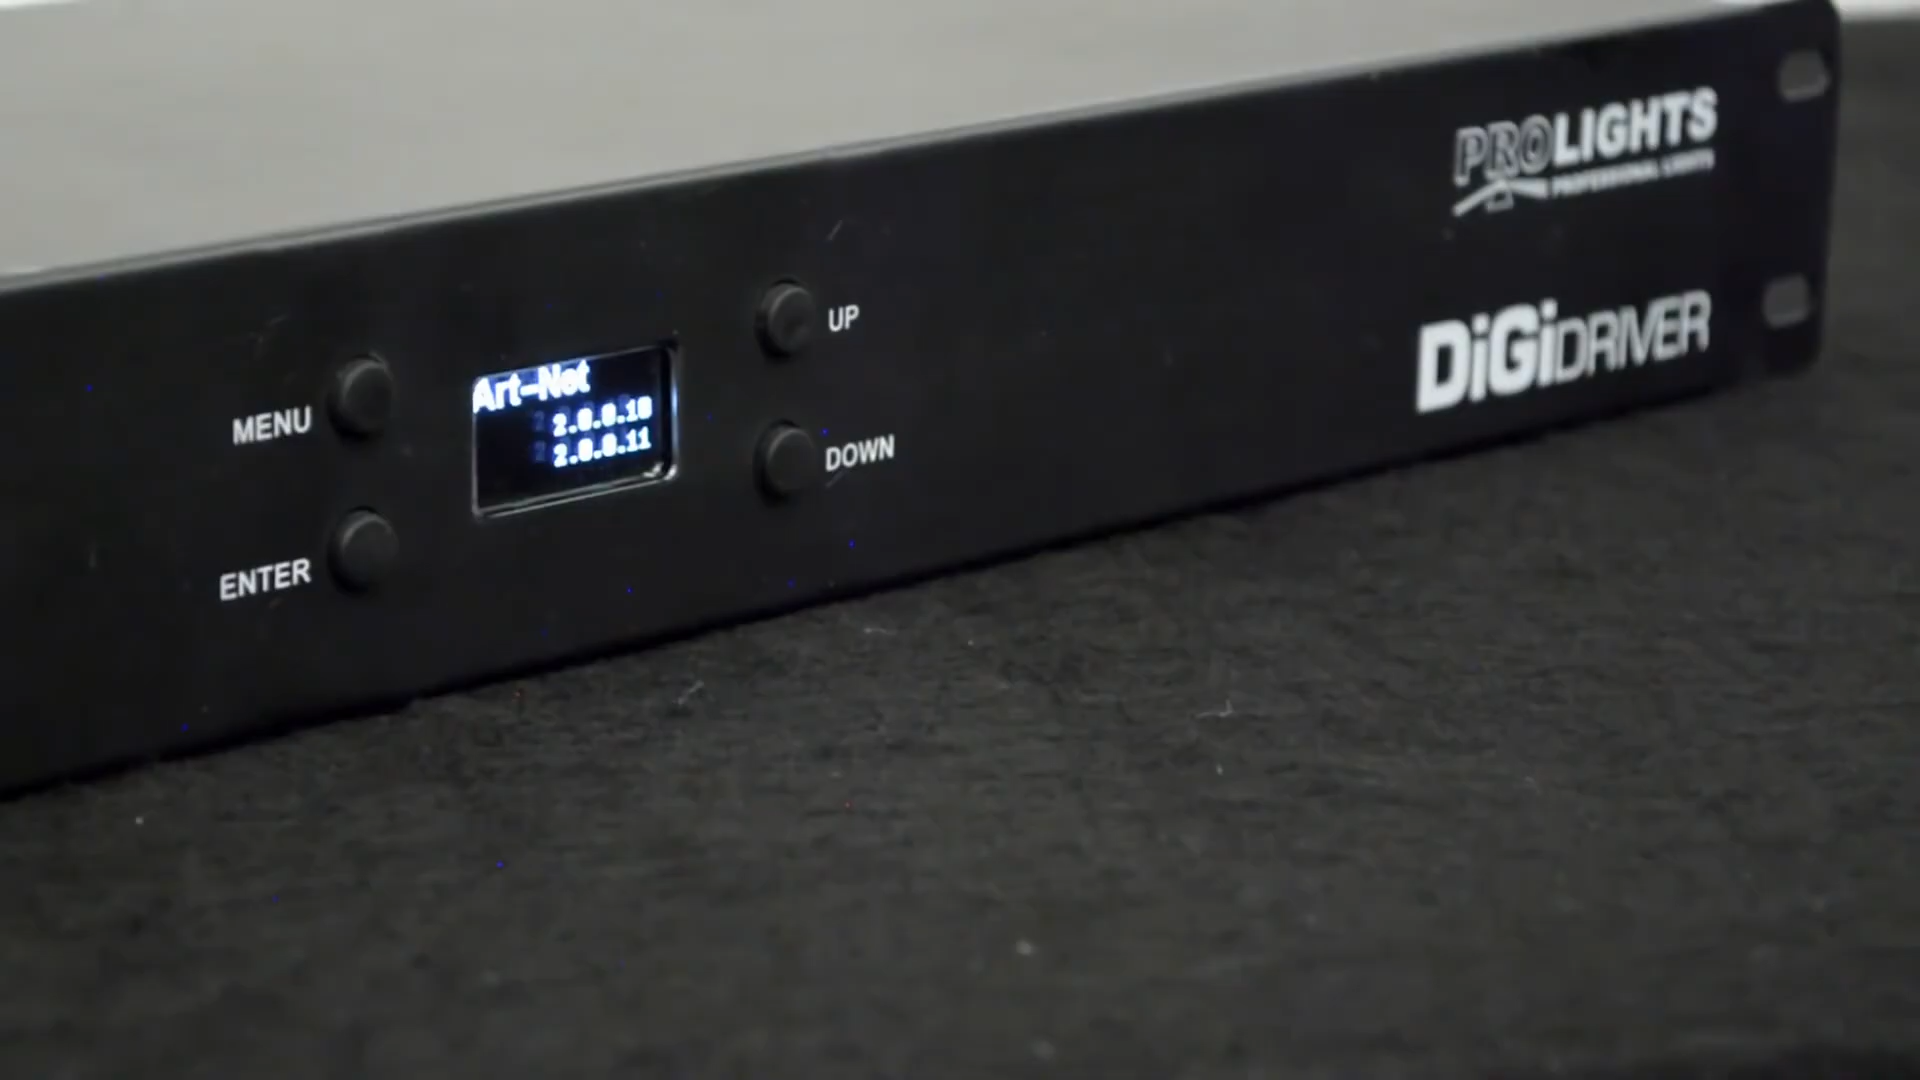 PROLIGHTS
PROFESSIONAL LIGHTS
DiGiDRIVER
MENU
ENTER
Art-Net
2.0.0.10
2.0.0.11
UP
DOWN